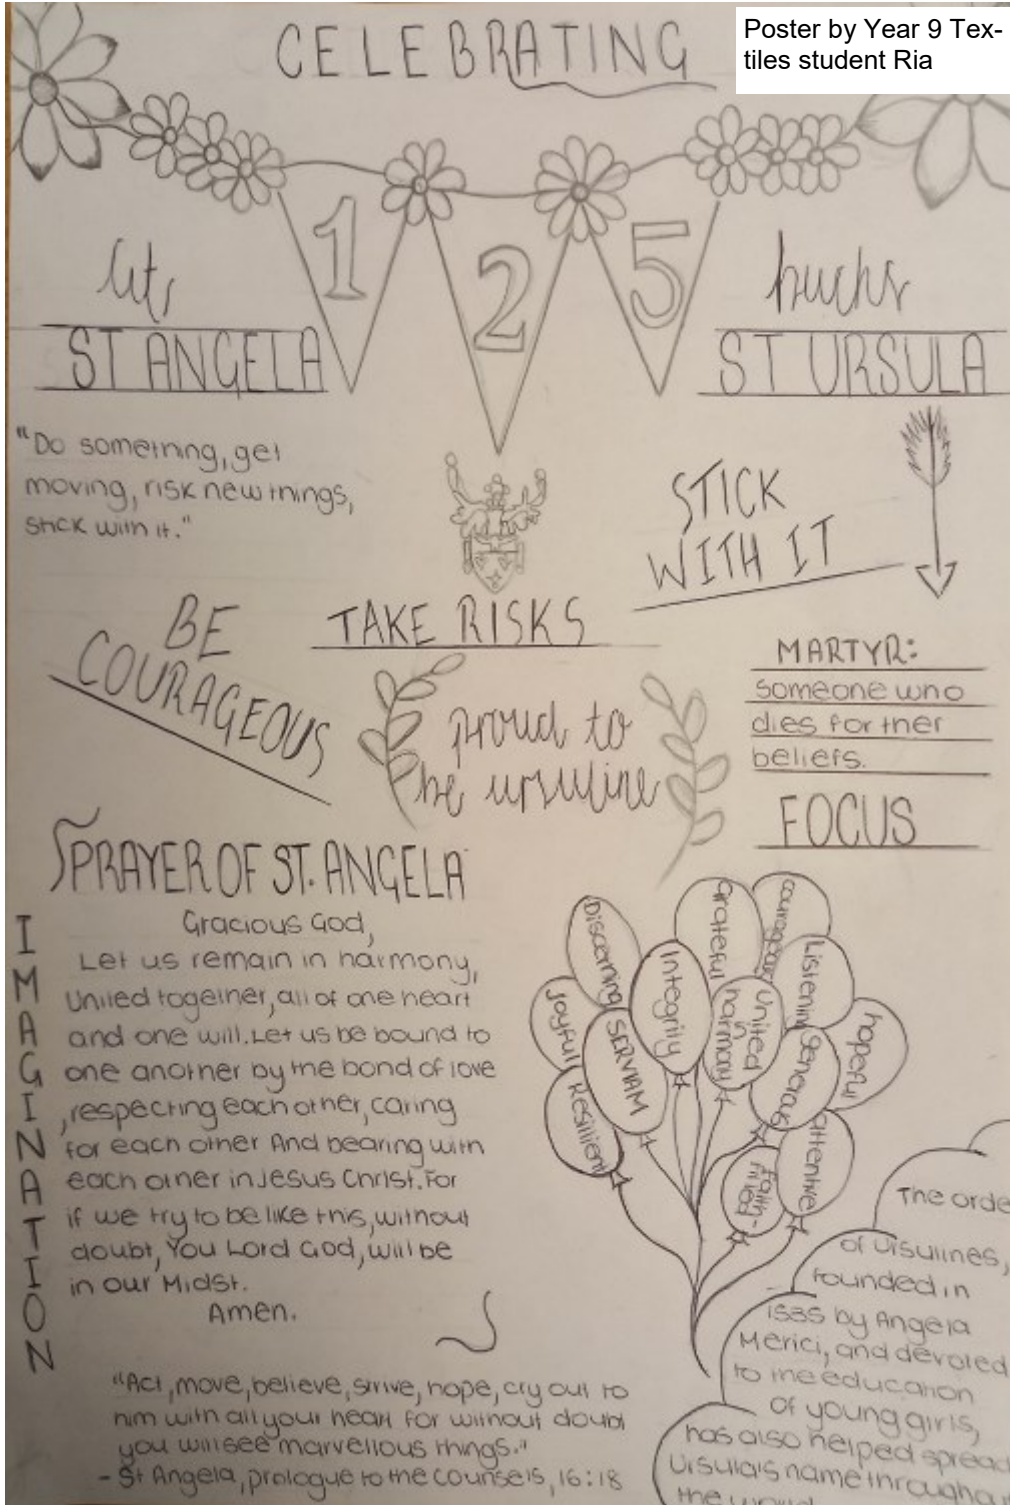 Poster by Year 9 Tex-
tiles student Ria
CELEBRATING
1 2 5
ST ANGELA
ST URSULA
"Do something, get
moving, risk new things,
stick with it."
STICK
WITH IT
BE
COURAGEOUS
TAKE RISKS
proud to
be ursuline
MARTYR:
someone who
dies for ther
beliefs.
FOCUS
PRAYER OF ST. ANGELA
IMAGINATION
Gracious God,
Let us remain in harmony,
United together, all of one heart
and one will. Let us be bound to
one another by the bond of love
, respecting each other, caring
for each other And bearing with
each other in Jesus Christ. For
if we try to be like this, without
doubt, You Lord God, will be
in our Midst.
Amen.
"Act, move, believe, strive, hope, cry out to
him with all your heart for without doubt
you will see marvellous things."
- St Angela, prologue to the counsels, 16:18
Discerning
Grateful
courageous
Listening
Integrity
United
in
harmony
hopeful
Joyful
SERVIAM
Generous
Resilient
attentive
Faith-
filled
The orde
of Ursulines,
founded in
1535 by Angela
Merici, and devoted
to the education
of young girls,
has also helped spread
Ursula's name througho
the world